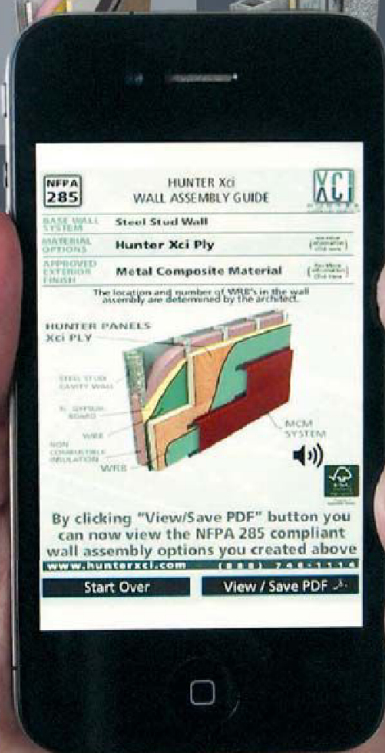 NFPA
285
HUNTER Xci
WALL ASSEMBLY GUIDE
XCI
BASE WALL
SYSTEM
Steel Stud Wall
MATERIAL
OPTIONS
Hunter Xci Ply
APPROVED
EXTERIOR
FINISH
Metal Composite Material
The location and number of WRB's in the wall
assembly are determined by the architect.
HUNTER PANELS
Xci PLY
STEEL STUD
CAVITY WALL
GYPSUM
BOARD
WRB
NON
COMBUSTIBLE
INSULATION
WRB
MCM
SYSTEM
By clicking "View/Save PDF" button you
can now view the NFPA 285 compliant
wall assembly options you created above
www.hunterxci.com (888) 746-1114
Start Over
View / Save PDF